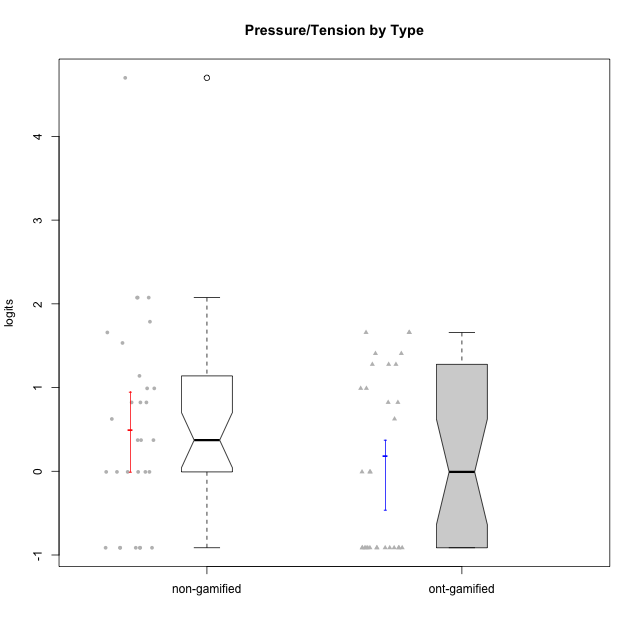 Pressure/Tension by Type
logits
4
3
2
1
0
-1
non-gamified
ont-gamified